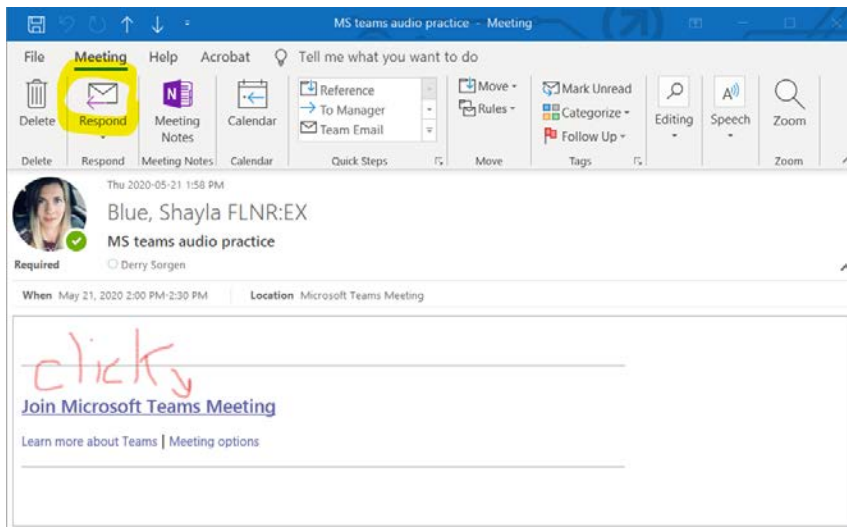 MS teams audio practice - Meeting
File Meeting Help Acrobat Tell me what you want to do
Delete
Respond
Meeting Notes
Calendar
Reference
To Manager
Team Email
Move
Rules
Mark Unread
Categorize
Follow Up
Editing
Speech
Zoom
Delete Respond Meeting Notes Calendar Quick Steps Move Tags Zoom
Thu 2020-05-21 1:58 PM
Blue, Shayla FLNR:EX
MS teams audio practice
Required Derry Sorgen
When May 21, 2020 2:00 PM-2:30 PM Location Microsoft Teams Meeting
click
Join Microsoft Teams Meeting
Learn more about Teams | Meeting options